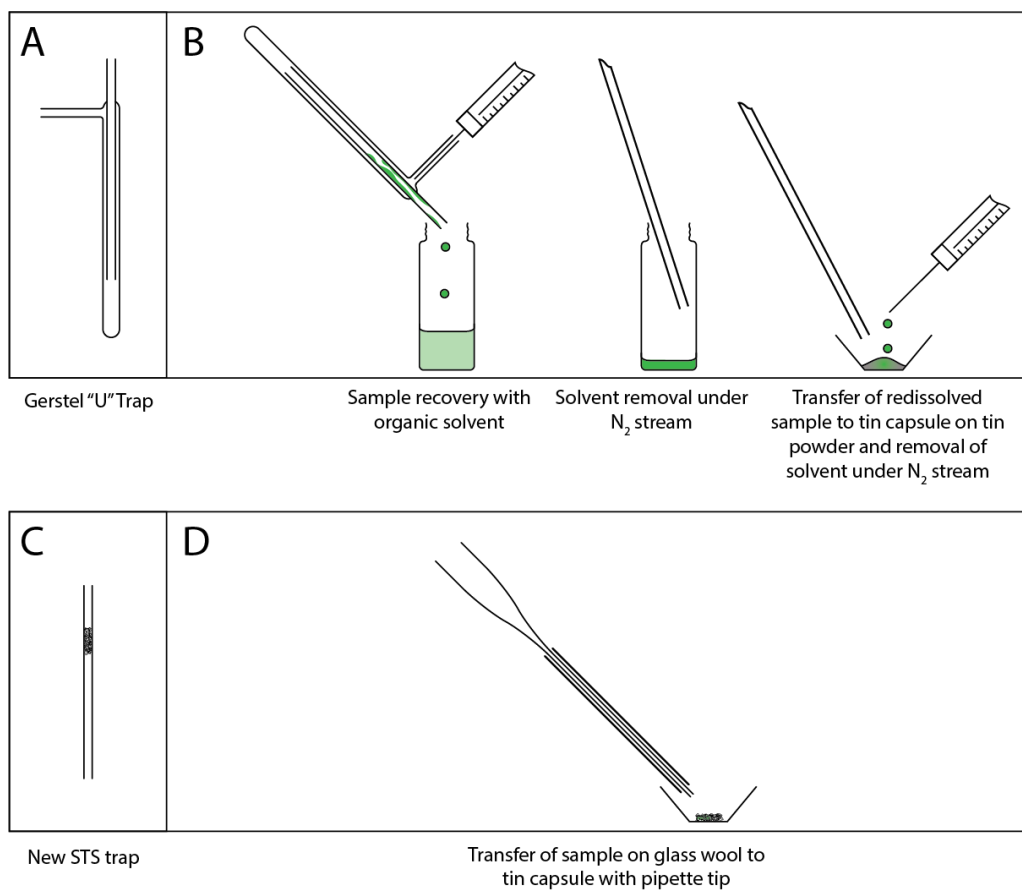 A
B
Gerstel “U” Trap
Sample recovery with
organic solvent
Solvent removal under
N₂ stream
Transfer of redissolved
sample to tin capsule on tin
powder and removal of
solvent under N₂ stream
C
D
New STS trap
Transfer of sample on glass wool to
tin capsule with pipette tip